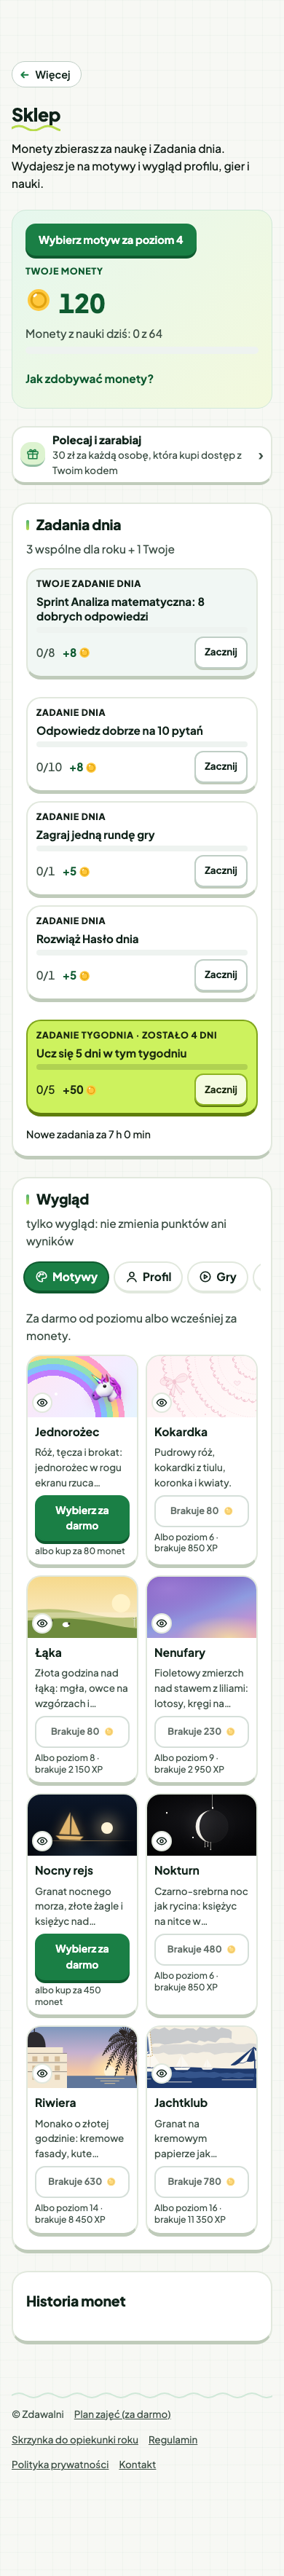 ← Więcej
Sklep
Monety zbierasz za naukę i Zadania dnia.
Wydajesz je na motywy i wygląd profilu, gier i
nauki.
Wybierz motyw za poziom 4
TWOJE MONETY
120
Monety z nauki dziś: 0 z 64
Jak zdobywać monety?
Polecaj i zarabiaj
30 zł za każdą osobę, która kupi dostęp z
Twoim kodem
›
Zadania dnia
3 wspólne dla roku + 1 Twoje
TWOJE ZADANIE DNIA
Sprint Analiza matematyczna: 8
dobrych odpowiedzi
0/8 +8
Zacznij
ZADANIE DNIA
Odpowiedz dobrze na 10 pytań
0/10 +8
Zacznij
ZADANIE DNIA
Zagraj jedną rundę gry
0/1 +5
Zacznij
ZADANIE DNIA
Rozwiąż Hasło dnia
0/1 +5
Zacznij
ZADANIE TYGODNIA · ZOSTAŁO 4 DNI
Ucz się 5 dni w tym tygodniu
0/5 +50
Zacznij
Nowe zadania za 7 h 0 min
Wygląd
tylko wygląd: nie zmienia punktów ani
wyników
Motywy
Profil
Gry
Za darmo od poziomu albo wcześniej za
monety.
Jednorożec
Róż, tęcza i brokat:
jednorożec w rogu
ekranu rzuca…
Wybierz za
darmo
albo kup za 80 monet
Kokardka
Pudrowy róż,
kokardki z tiulu,
koronka i kwiaty.
Brakuje 80
Albo poziom 6 ·
brakuje 850 XP
Łąka
Złota godzina nad
łąką: mgła, owce na
wzgórzach i…
Brakuje 80
Albo poziom 8 ·
brakuje 2 150 XP
Nenufary
Fioletowy zmierzch
nad stawem z liliami:
lotosy, kręgi na…
Brakuje 230
Albo poziom 9 ·
brakuje 2 950 XP
Nocny rejs
Granat nocnego
morza, złote żagle i
księżyc nad…
Wybierz za
darmo
albo kup za 450
monet
Nokturn
Czarno-srebrna noc
jak rycina: księżyc
na nitce w…
Brakuje 480
Albo poziom 6 ·
brakuje 850 XP
Riwiera
Monako o złotej
godzinie: kremowe
fasady, kute…
Brakuje 630
Albo poziom 14 ·
brakuje 8 450 XP
Jachtklub
Granat na
kremowym
papierze jak…
Brakuje 780
Albo poziom 16 ·
brakuje 11 350 XP
Historia monet
© Zdawalni Plan zajęć (za darmo)
Skrzynka do opiekunki roku Regulamin
Polityka prywatności Kontakt